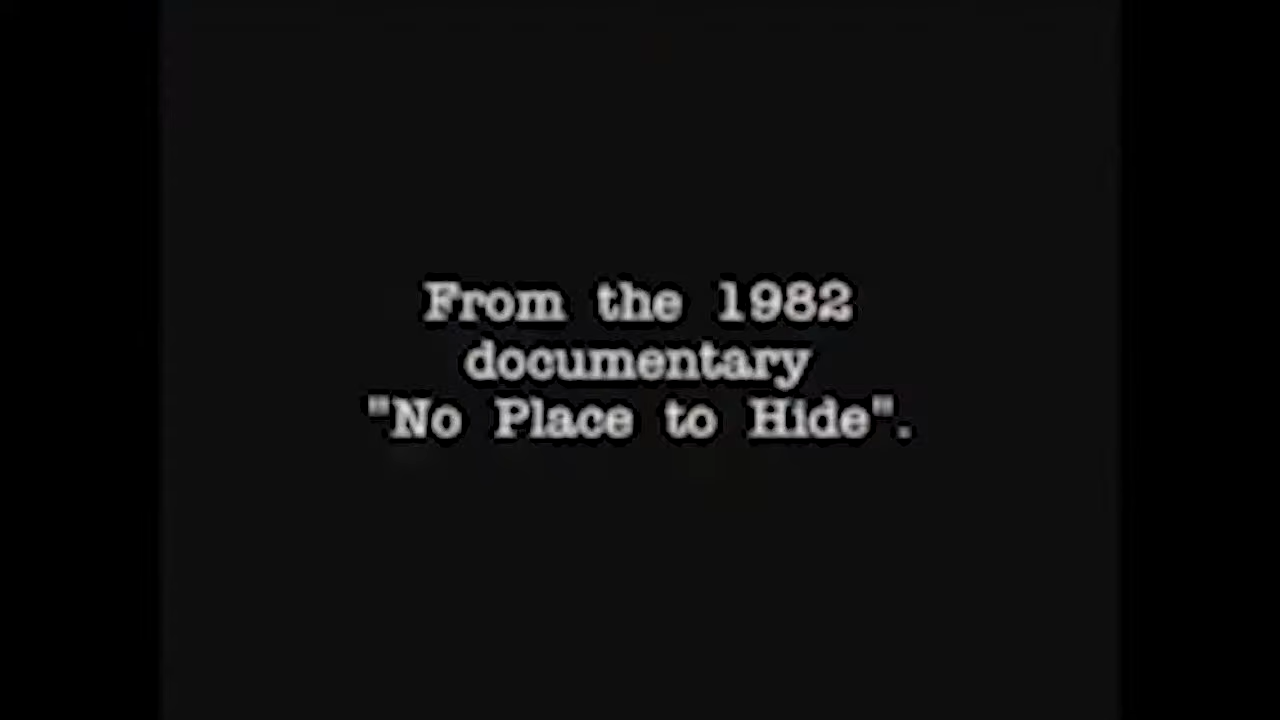 From the 1982
documentary
"No Place to Hide".